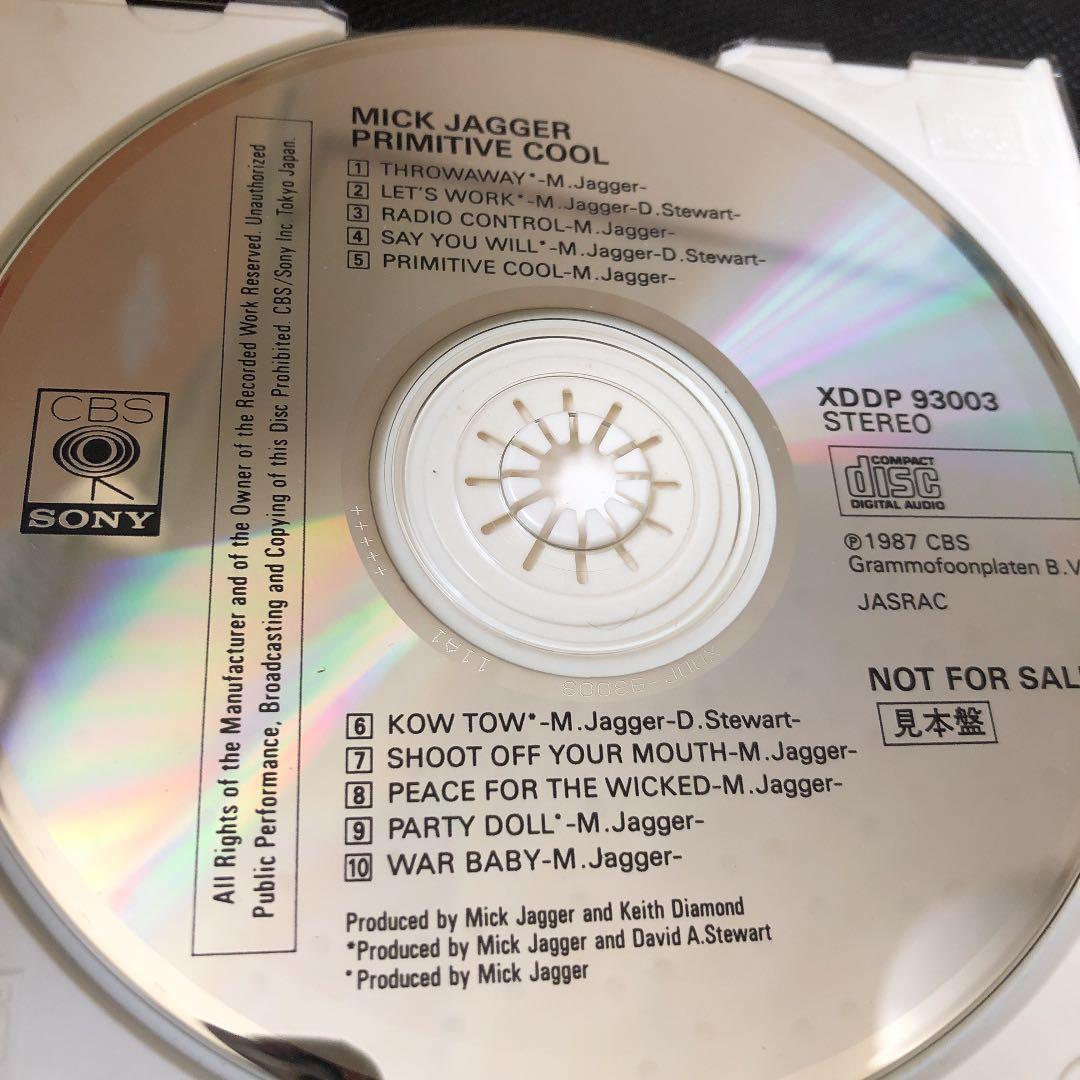 MICK JAGGER
PRIMITIVE COOL
1 THROWAWAY*-M.Jagger-
2 LET'S WORK*-M.Jagger-D.Stewart-
3 RADIO CONTROL-M.Jagger-
4 SAY YOU WILL*-M.Jagger-D.Stewart-
5 PRIMITIVE COOL-M.Jagger-
All Rights of the Manufacturer and of the Owner of the Recorded Work Reserved. Unauthorized
Public Performance, Broadcasting and Copying of this Disc Prohibited. CBS/Sony Inc. Tokyo Japan.
CBS
SONY
XDDP 93003
STEREO
COMPACT
disc
DIGITAL AUDIO
℗1987 CBS
Grammofoonplaten B.V
JASRAC
NOT FOR SAL
見本盤
+++++
11A1
XDDP-93003
6 KOW TOW*-M.Jagger-D.Stewart-
7 SHOOT OFF YOUR MOUTH-M.Jagger-
8 PEACE FOR THE WICKED-M.Jagger-
9 PARTY DOLL*-M.Jagger-
10 WAR BABY-M.Jagger-
Produced by Mick Jagger and Keith Diamond
*Produced by Mick Jagger and David A.Stewart
*Produced by Mick Jagger